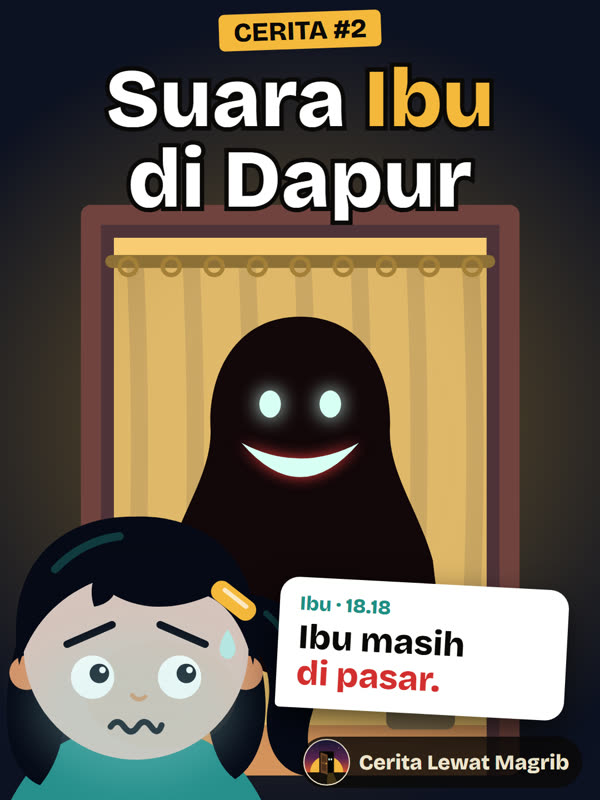 CERITA #2
Suara Ibu
di Dapur
Ibu · 18.18
Ibu masih
di pasar.
Cerita Lewat Magrib